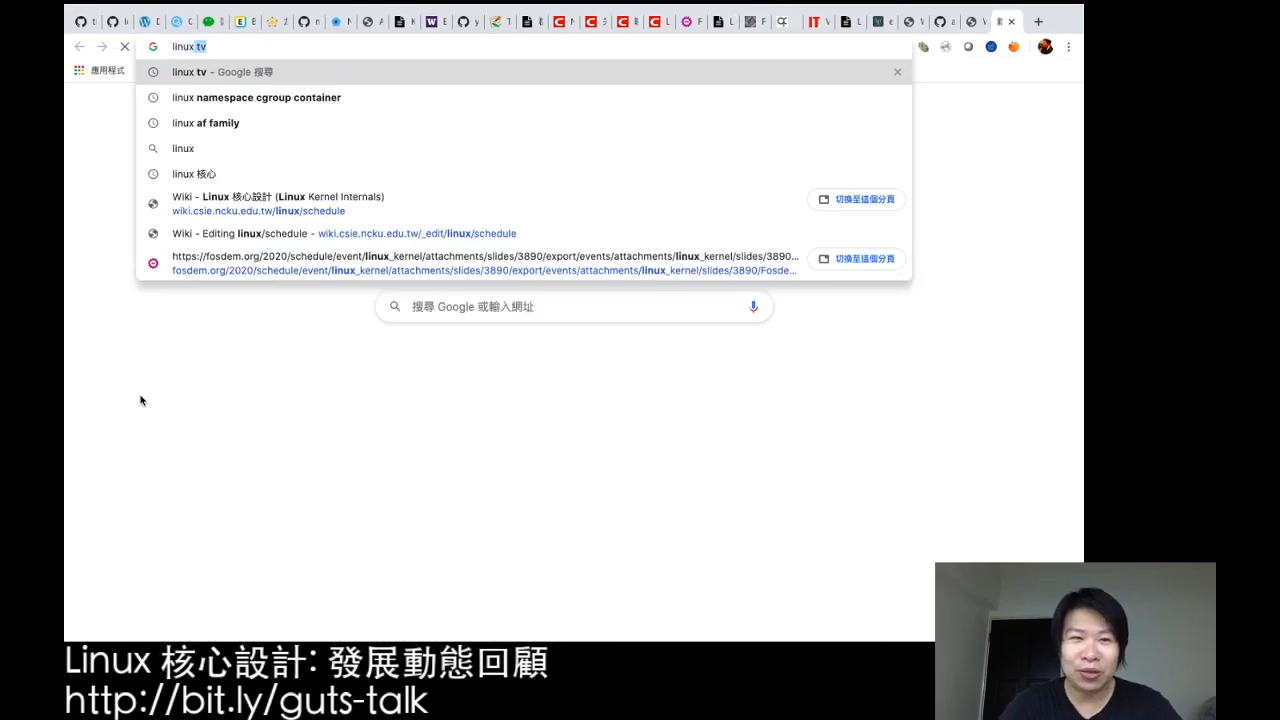 linux tv
應用程式
linux tv - Google 搜尋
linux namespace cgroup container
linux af family
linux
linux 核心
Wiki - Linux 核心設計 (Linux Kernel Internals)
wiki.csie.ncku.edu.tw/linux/schedule
切換至這個分頁
Wiki - Editing linux/schedule - wiki.csie.ncku.edu.tw/_edit/linux/schedule
https://fosdem.org/2020/schedule/event/linux_kernel/attachments/slides/3890/export/events/attachments/linux_kernel/slides/3890...
fosdem.org/2020/schedule/event/linux_kernel/attachments/slides/3890/export/events/attachments/linux_kernel/slides/3890/Fosde...
切換至這個分頁
搜尋 Google 或輸入網址
Linux 核心設計: 發展動態回顧
http://bit.ly/guts-talk